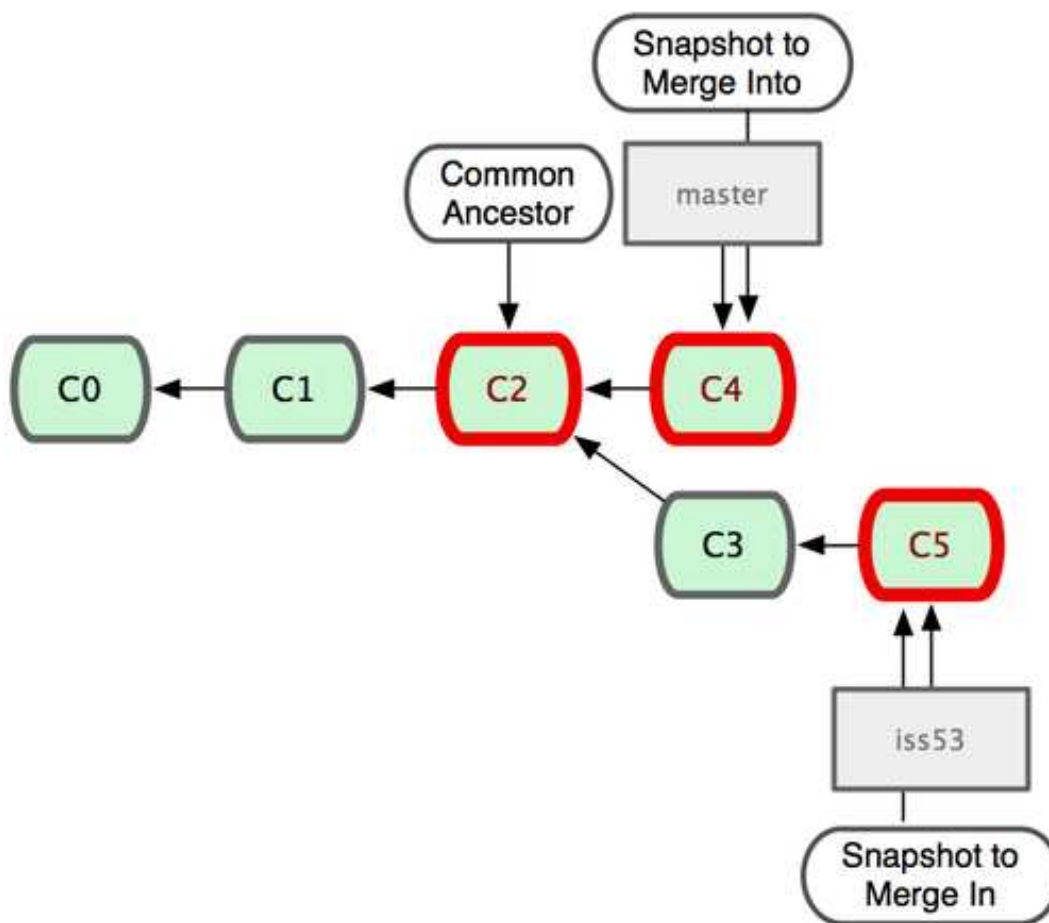 Snapshot to
Merge Into
Common
Ancestor
master
C0
C1
C2
C4
C3
C5
iss53
Snapshot to
Merge In